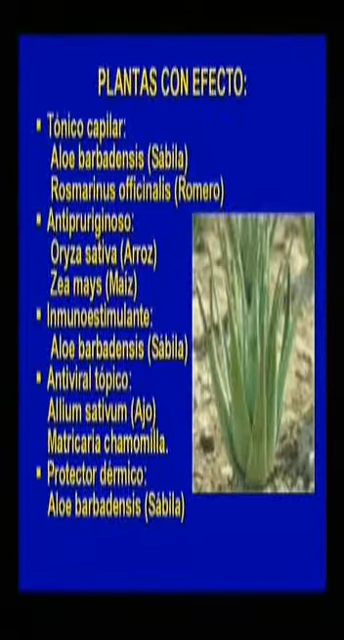 PLANTAS CON EFECTO:
▪ Tónico capilar:
Aloe barbadensis (Sábila)
Rosmarinus officinalis (Romero)
▪ Antipruriginoso:
Oryza sativa (Arroz)
Zea mays (Maíz)
▪ Inmunoestimulante:
Aloe barbadensis (Sábila)
▪ Antiviral tópico:
Allium sativum (Ajo)
Matricaria chamomilla.
▪ Protector dérmico:
Aloe barbadensis (Sábila)